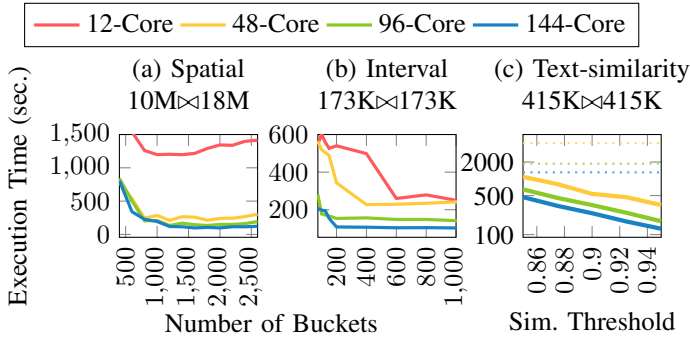 12-Core 48-Core 96-Core 144-Core
(a) Spatial (b) Interval (c) Text-similarity
10M⋈18M 173K⋈173K 415K⋈415K
Execution Time (sec.)
1,500
1,000
500
0
500 1,000 1,500 2,000 2,500
600
400
200
200 400 600 800 1,000
2000
500
100
0.86 0.88 0.9 0.92 0.94
Number of Buckets Sim. Threshold